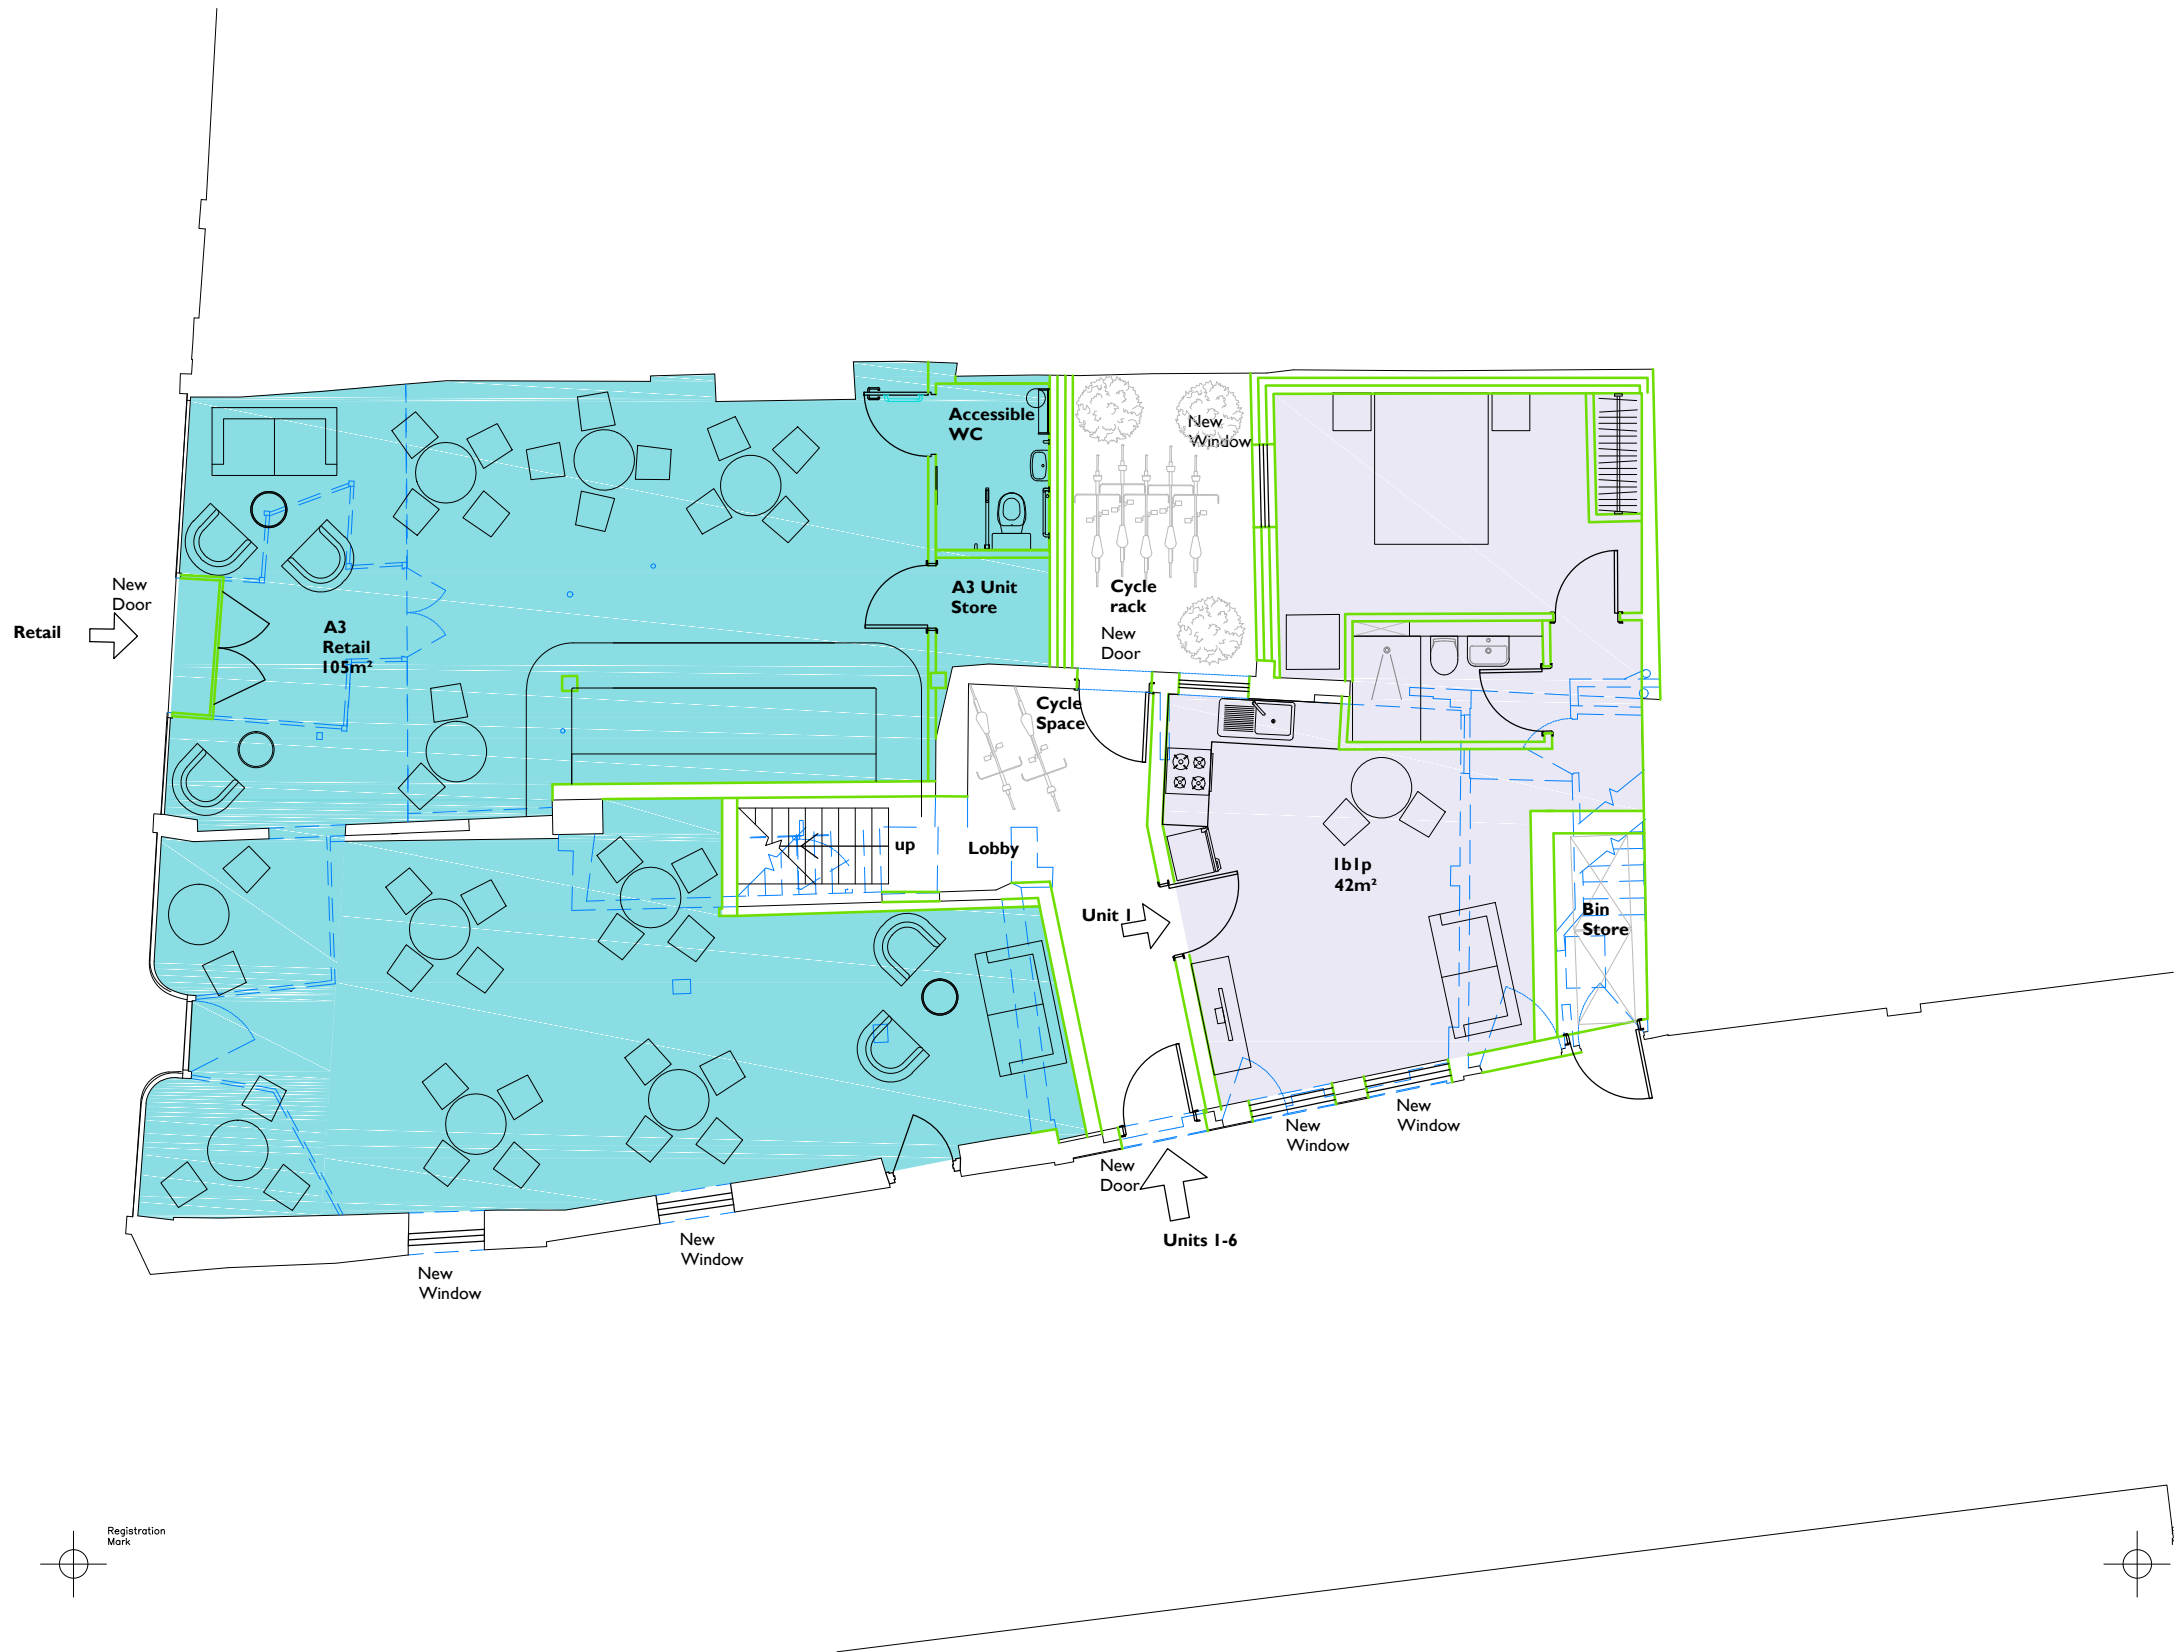 Accessible
WC
New
Window
New
Door
Retail
A3
Retail
105m²
A3 Unit
Store
Cycle
rack
New
Door
Cycle
Space
up
Lobby
1b1p
42m²
Unit 1
Bin
Store
New
Window
New
Window
New
Door
Units 1-6
New
Window
New
Window
Registration
Mark